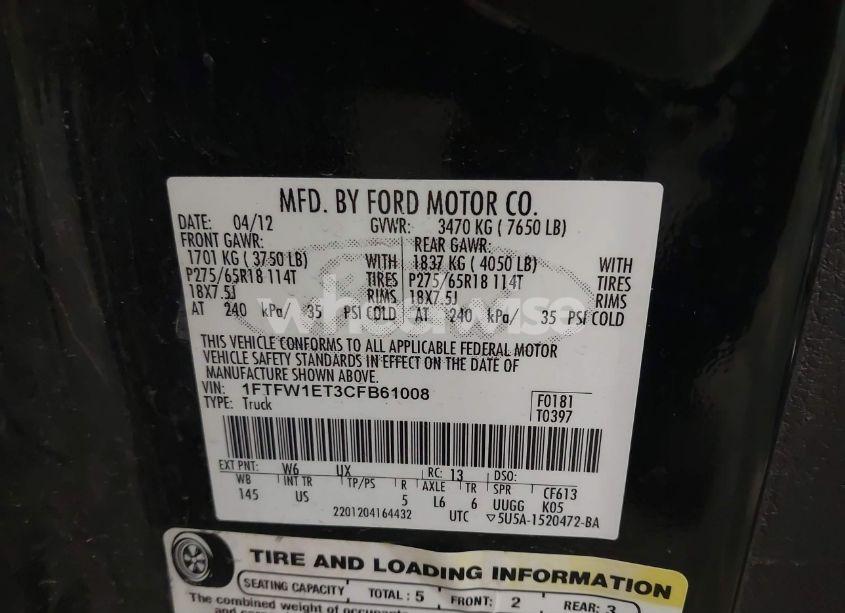 MFD. BY FORD MOTOR CO.
DATE: 04/12 GVWR: 3470 KG ( 7650 LB)
FRONT GAWR: REAR GAWR:
1701 KG ( 3750 LB) WITH 1837 KG ( 4050 LB) WITH
P275/65R18 114T TIRES P275/65R18 114T TIRES
18X7.5J RIMS 18X7.5J RIMS
AT 240 kPa/ 35 PSI COLD AT 240 kPa/ 35 PSI COLD
THIS VEHICLE CONFORMS TO ALL APPLICABLE FEDERAL MOTOR
VEHICLE SAFETY STANDARDS IN EFFECT ON THE DATE OF
MANUFACTURE SHOWN ABOVE.
VIN: 1FTFW1ET3CFB61008 F0181
TYPE: Truck T0397
EXT PNT: W6 UX RC: 13 DSO:
WB INT TR TP/PS R AXLE TR SPR CF613
145 US 5 L6 6 UUGG K05
2201204164432 UTC ▽5U5A-1520472-BA
TIRE AND LOADING INFORMATION
SEATING CAPACITY TOTAL : 5 FRONT: 2 REAR: 3
The combined weight of